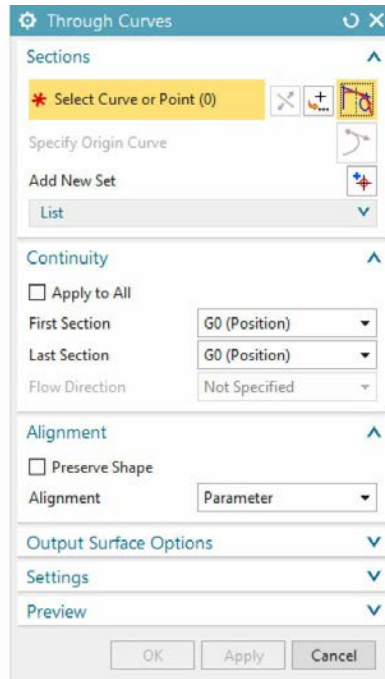 Through Curves
Sections
* Select Curve or Point (0)
Specify Origin Curve
Add New Set
List
Continuity
Apply to All
First Section G0 (Position)
Last Section G0 (Position)
Flow Direction Not Specified
Alignment
Preserve Shape
Alignment Parameter
Output Surface Options
Settings
Preview
OK Apply Cancel